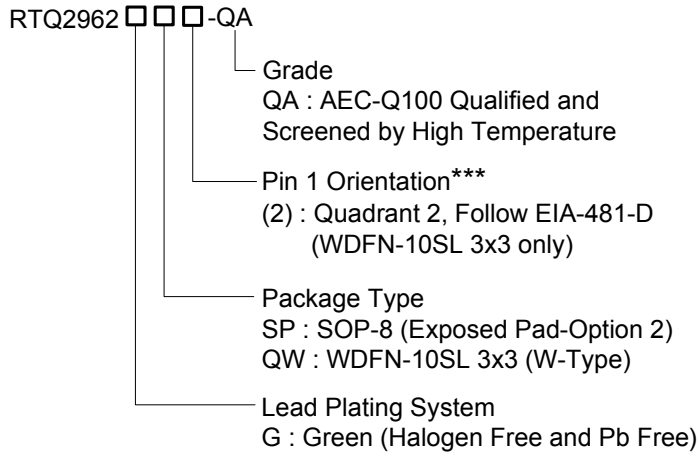 RTQ2962□□□-QA
Grade
QA : AEC-Q100 Qualified and
Screened by High Temperature
Pin 1 Orientation***
(2) : Quadrant 2, Follow EIA-481-D
(WDFN-10SL 3x3 only)
Package Type
SP : SOP-8 (Exposed Pad-Option 2)
QW : WDFN-10SL 3x3 (W-Type)
Lead Plating System
G : Green (Halogen Free and Pb Free)